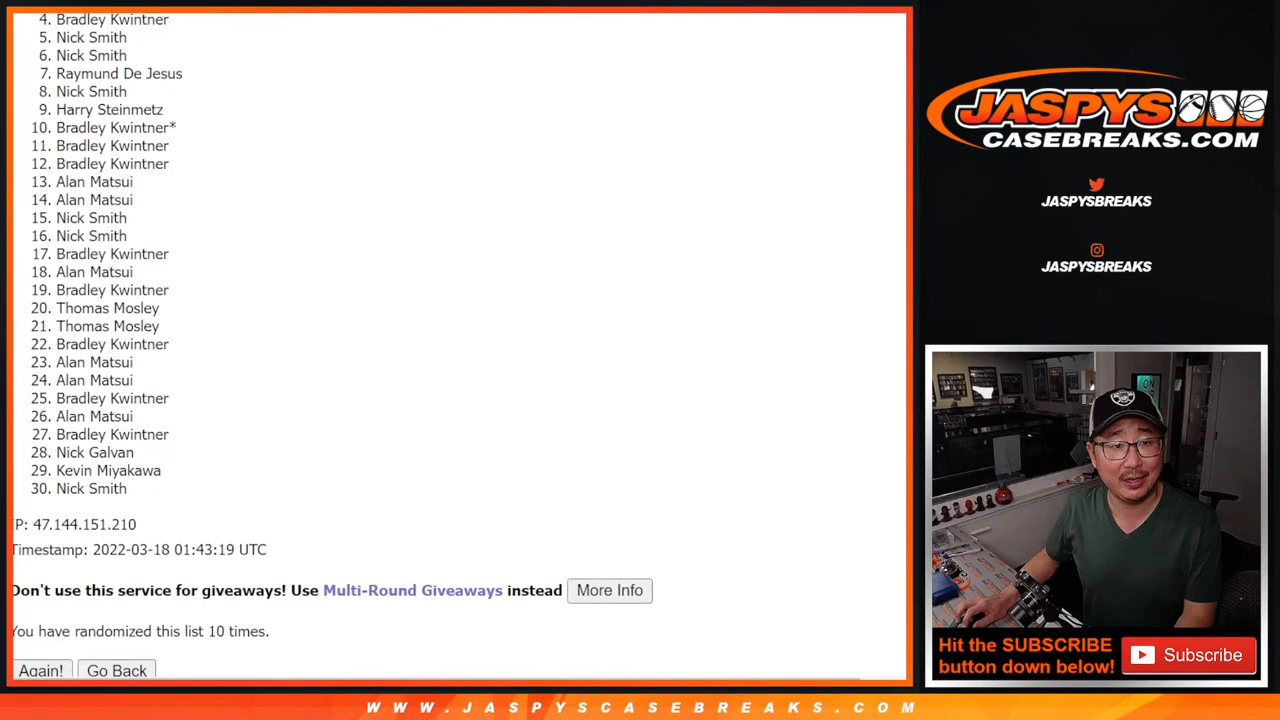 4. Bradley Kwintner
5. Nick Smith
6. Nick Smith
7. Raymund De Jesus
8. Nick Smith
9. Harry Steinmetz
10. Bradley Kwintner*
11. Bradley Kwintner
12. Bradley Kwintner
13. Alan Matsui
14. Alan Matsui
15. Nick Smith
16. Nick Smith
17. Bradley Kwintner
18. Alan Matsui
19. Bradley Kwintner
20. Thomas Mosley
21. Thomas Mosley
22. Bradley Kwintner
23. Alan Matsui
24. Alan Matsui
25. Bradley Kwintner
26. Alan Matsui
27. Bradley Kwintner
28. Nick Galvan
29. Kevin Miyakawa
30. Nick Smith
IP: 47.144.151.210
Timestamp: 2022-03-18 01:43:19 UTC
Don't use this service for giveaways! Use Multi-Round Giveaways instead More Info
You have randomized this list 10 times.
Again! Go Back
JASPYS
CASEBREAKS.COM
JASPYSBREAKS
JASPYSBREAKS
ON
Hit the SUBSCRIBE
button down below!
Subscribe
WWW.JASPYSCASEBREAKS.COM